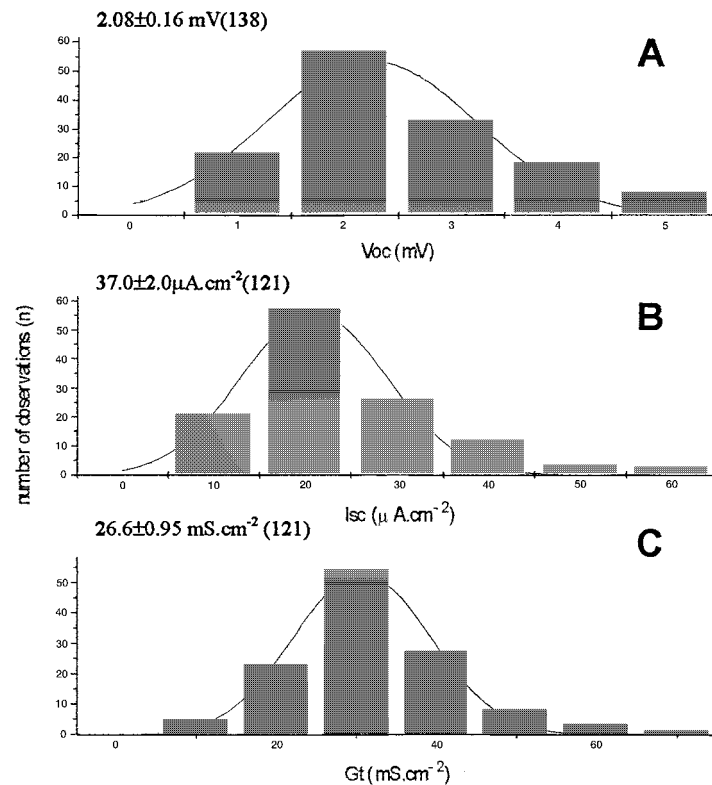 2.08±0.16 mV(138)
A
60
50
40
30
20
10
0
0 1 2 3 4 5
Voc (mV)
37.0±2.0μA.cm-2(121)
B
number of observations (n)
60
50
40
30
20
10
0
0 10 20 30 40 50 60
Isc (μ A.cm-2)
26.6±0.95 mS.cm-2 (121)
C
50
40
30
20
10
0
0 20 40 60
Gt (mS.cm-2)